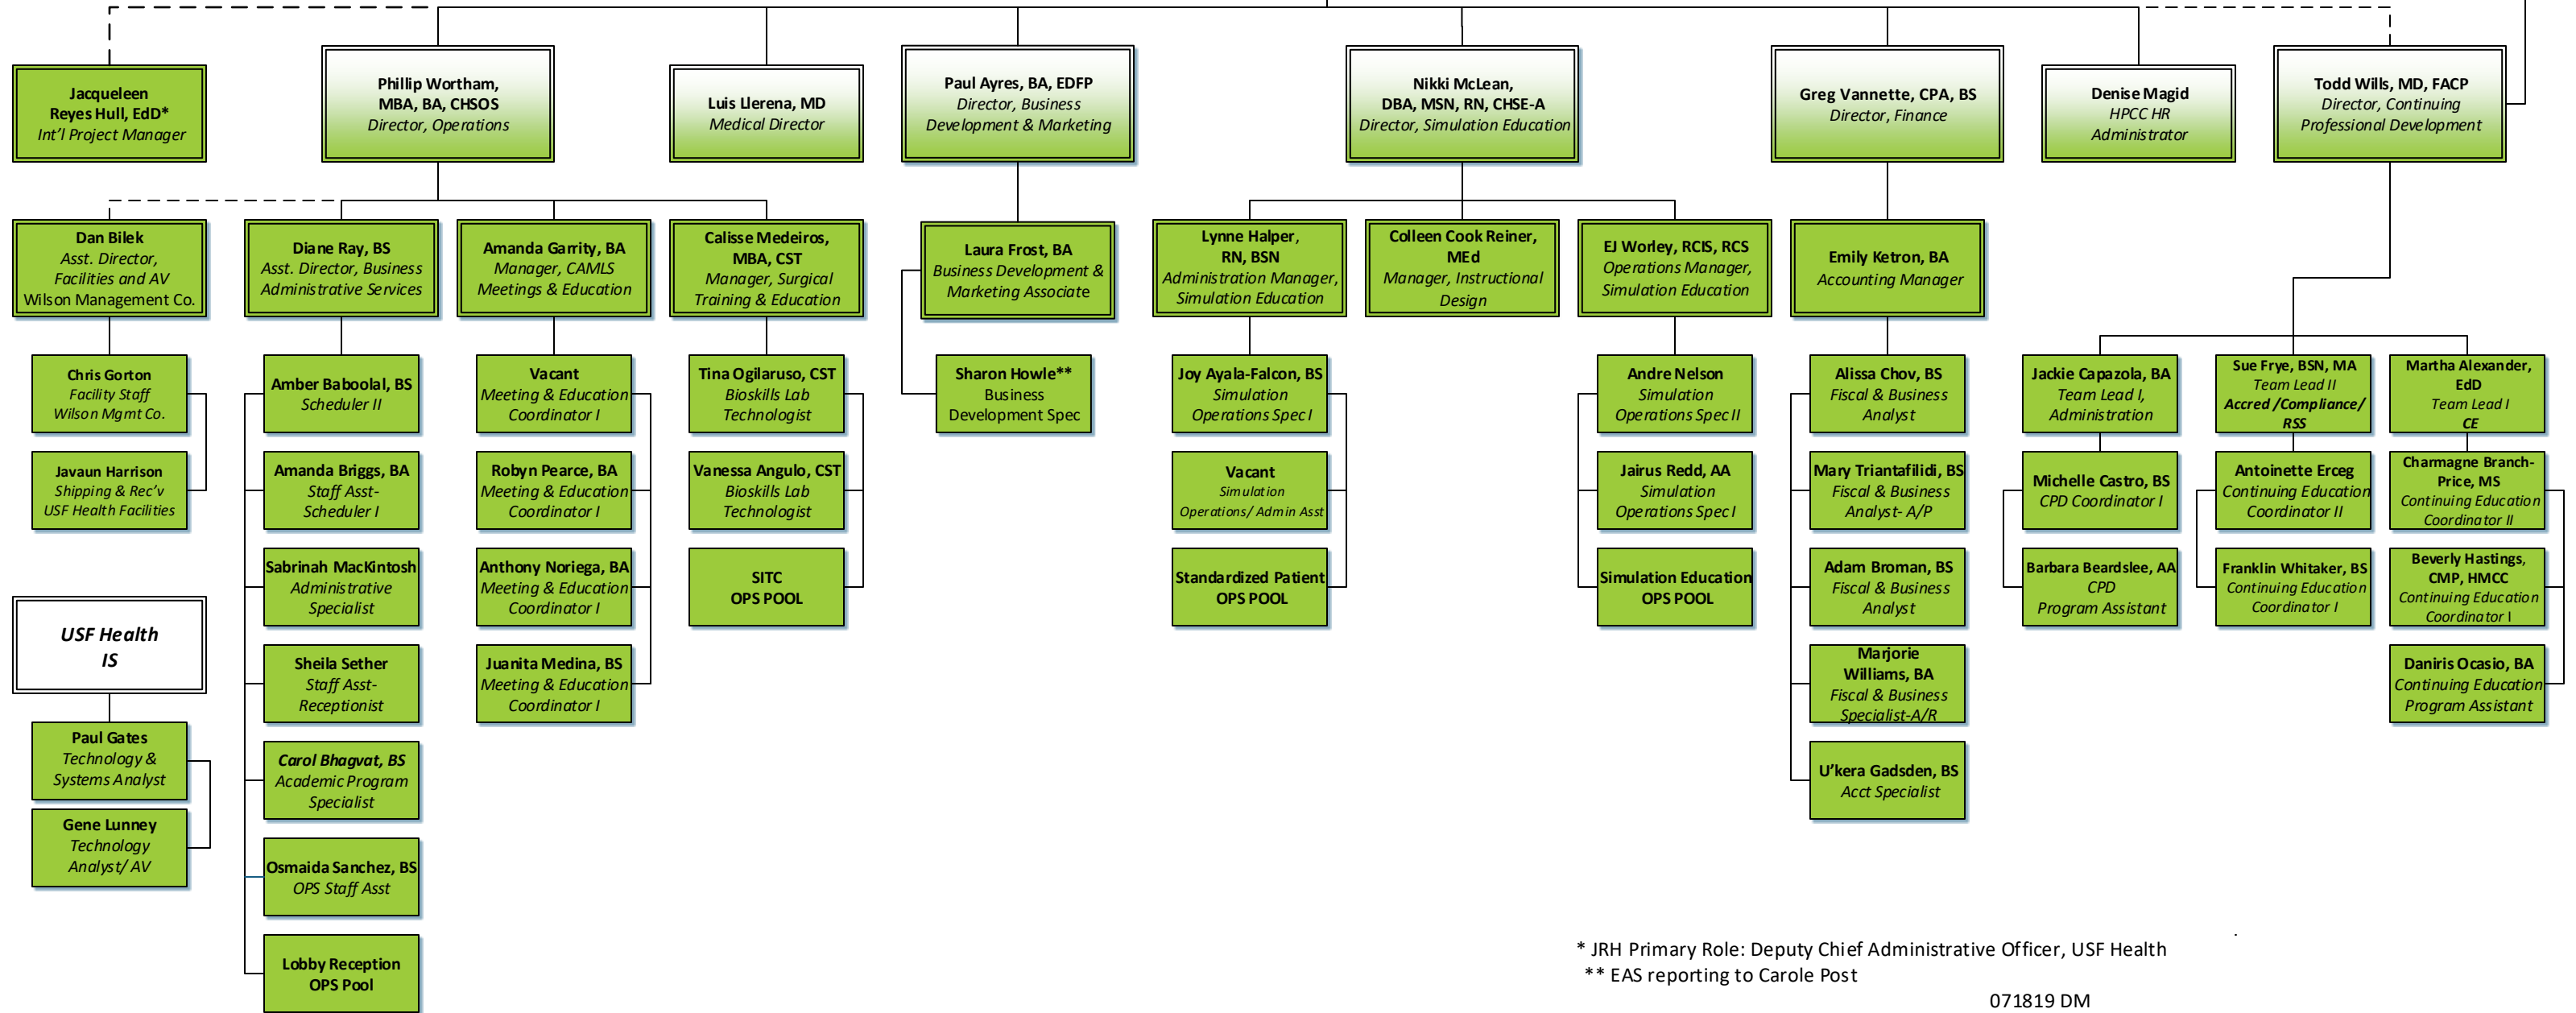 Jacqueleen
Reyes Hull, EdD*
Int'l Project Manager
Phillip Wortham,
MBA, BA, CHSOS
Director, Operations
Luis Llerena, MD
Medical Director
Paul Ayres, BA, EDFP
Director, Business
Development & Marketing
Nikki McLean,
DBA, MSN, RN, CHSE-A
Director, Simulation Education
Greg Vannette, CPA, BS
Director, Finance
Denise Magid
HPCC HR
Administrator
Todd Wills, MD, FACP
Director, Continuing
Professional Development
Dan Bilek
Asst. Director,
Facilities and AV
Wilson Management Co.
Diane Ray, BS
Asst. Director, Business
Administrative Services
Amanda Garrity, BA
Manager, CAMLS
Meetings & Education
Calisse Medeiros,
MBA, CST
Manager, Surgical
Training & Education
Laura Frost, BA
Business Development &
Marketing Associate
Lynne Halper,
RN, BSN
Administration Manager,
Simulation Education
Colleen Cook Reiner,
MEd
Manager, Instructional
Design
EJ Worley, RCIS, RCS
Operations Manager,
Simulation Education
Emily Ketron, BA
Accounting Manager
Chris Gorton
Facility Staff
Wilson Mgmt Co.
Javaun Harrison
Shipping & Rec'v
USF Health Facilities
USF Health
IS
Paul Gates
Technology &
Systems Analyst
Gene Lunney
Technology
Analyst/ AV
Amber Baboolal, BS
Scheduler II
Amanda Briggs, BA
Staff Asst-
Scheduler I
Sabrinah MacKintosh
Administrative
Specialist
Sheila Sether
Staff Asst-
Receptionist
Carol Bhagvat, BS
Academic Program
Specialist
Osmaida Sanchez, BS
OPS Staff Asst
Lobby Reception
OPS Pool
Vacant
Meeting & Education
Coordinator I
Robyn Pearce, BA
Meeting & Education
Coordinator I
Anthony Noriega, BA
Meeting & Education
Coordinator I
Juanita Medina, BS
Meeting & Education
Coordinator I
Tina Ogilaruso, CST
Bioskills Lab
Technologist
Vanessa Angulo, CST
Bioskills Lab
Technologist
SITC
OPS POOL
Sharon Howle**
Business
Development Spec
Joy Ayala-Falcon, BS
Simulation
Operations Spec I
Vacant
Simulation
Operations/ Admin Asst
Standardized Patient
OPS POOL
Andre Nelson
Simulation
Operations Spec II
Jairus Redd, AA
Simulation
Operations Spec I
Simulation Education
OPS POOL
Alissa Chov, BS
Fiscal & Business
Analyst
Mary Triantafilidi, BS
Fiscal & Business
Analyst- A/P
Adam Broman, BS
Fiscal & Business
Analyst
Marjorie
Williams, BA
Fiscal & Business
Specialist-A/R
U'kera Gadsden, BS
Acct Specialist
Jackie Capazola, BA
Team Lead I,
Administration
Michelle Castro, BS
CPD Coordinator I
Barbara Beardslee, AA
CPD
Program Assistant
Sue Frye, BSN, MA
Team Lead II
Accred /Compliance/
RSS
Antoinette Erceg
Continuing Education
Coordinator II
Franklin Whitaker, BS
Continuing Education
Coordinator I
Martha Alexander,
EdD
Team Lead I
CE
Charmagne Branch-
Price, MS
Continuing Education
Coordinator II
Beverly Hastings,
CMP, HMCC
Continuing Education
Coordinator I
Daniris Ocasio, BA
Continuing Education
Program Assistant
* JRH Primary Role: Deputy Chief Administrative Officer, USF Health
** EAS reporting to Carole Post
071819 DM